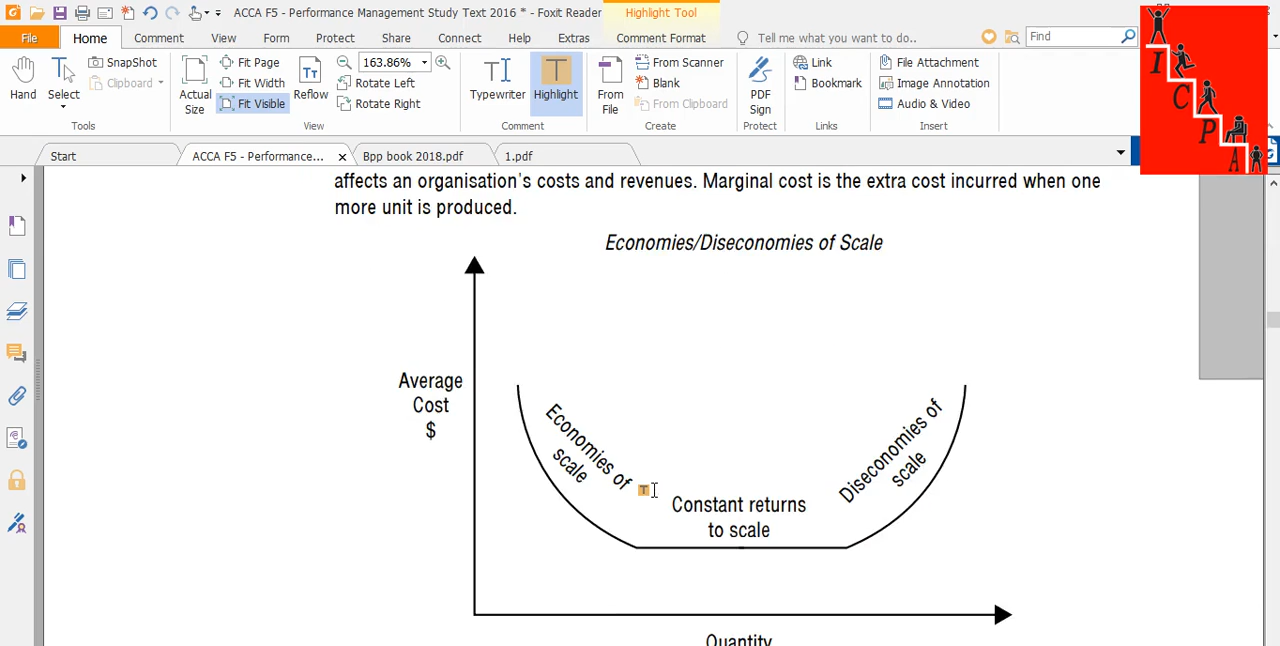 ACCA F5 - Performance Management Study Text 2016 * - Foxit Reader
Highlight Tool
File Home Comment View Form Protect Share Connect Help Extras Comment Format Tell me what you want to do.. Find
Hand
Select
SnapShot
Clipboard
Tools
Actual Size
Fit Page
Fit Width
Fit Visible
Reflow
163.86%
Rotate Left
Rotate Right
View
Typewriter
Highlight
Comment
From File
From Scanner
Blank
From Clipboard
Create
PDF Sign
Protect
Link
Bookmark
Links
File Attachment
Image Annotation
Audio & Video
Insert
I
C
P
A
Start ACCA F5 - Performance... Bpp book 2018.pdf 1.pdf
affects an organisation's costs and revenues. Marginal cost is the extra cost incurred when one
more unit is produced.
Economies/Diseconomies of Scale
Average
Cost
$
Economies of
scale
Constant returns
to scale
Diseconomies of
scale
Quantity